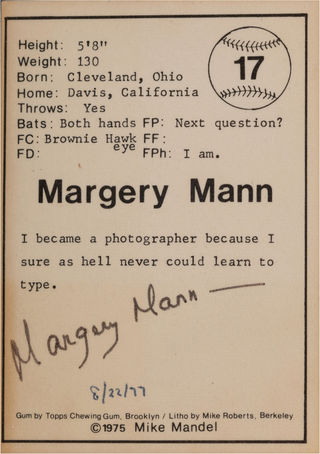 Height: 5'8"
Weight: 130
17
Born: Cleveland, Ohio
Home: Davis, California
Throws: Yes
Bats: Both hands FP: Next question?
FC: Brownie Hawk FF:
eye
FD: FPh: I am.
Margery Mann
I became a photographer because I
sure as hell never could learn to
type.
Margery Mann
8/22/77
Gum by Topps Chewing Gum, Brooklyn / Litho by Mike Roberts, Berkeley
©1975 Mike Mandel